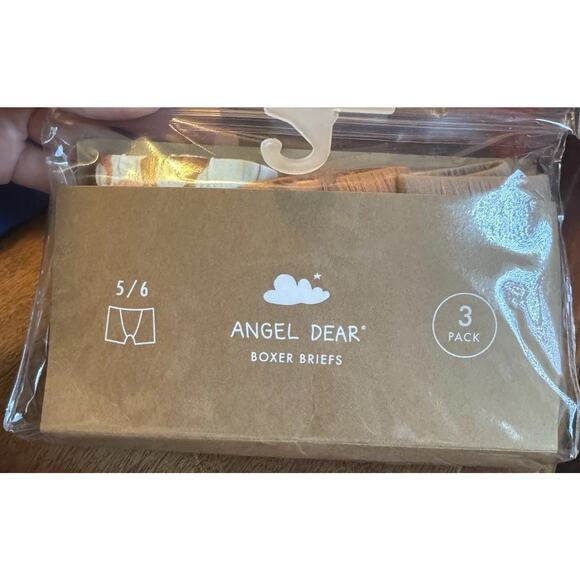 5/6
ANGEL DEAR®
BOXER BRIEFS
3
PACK